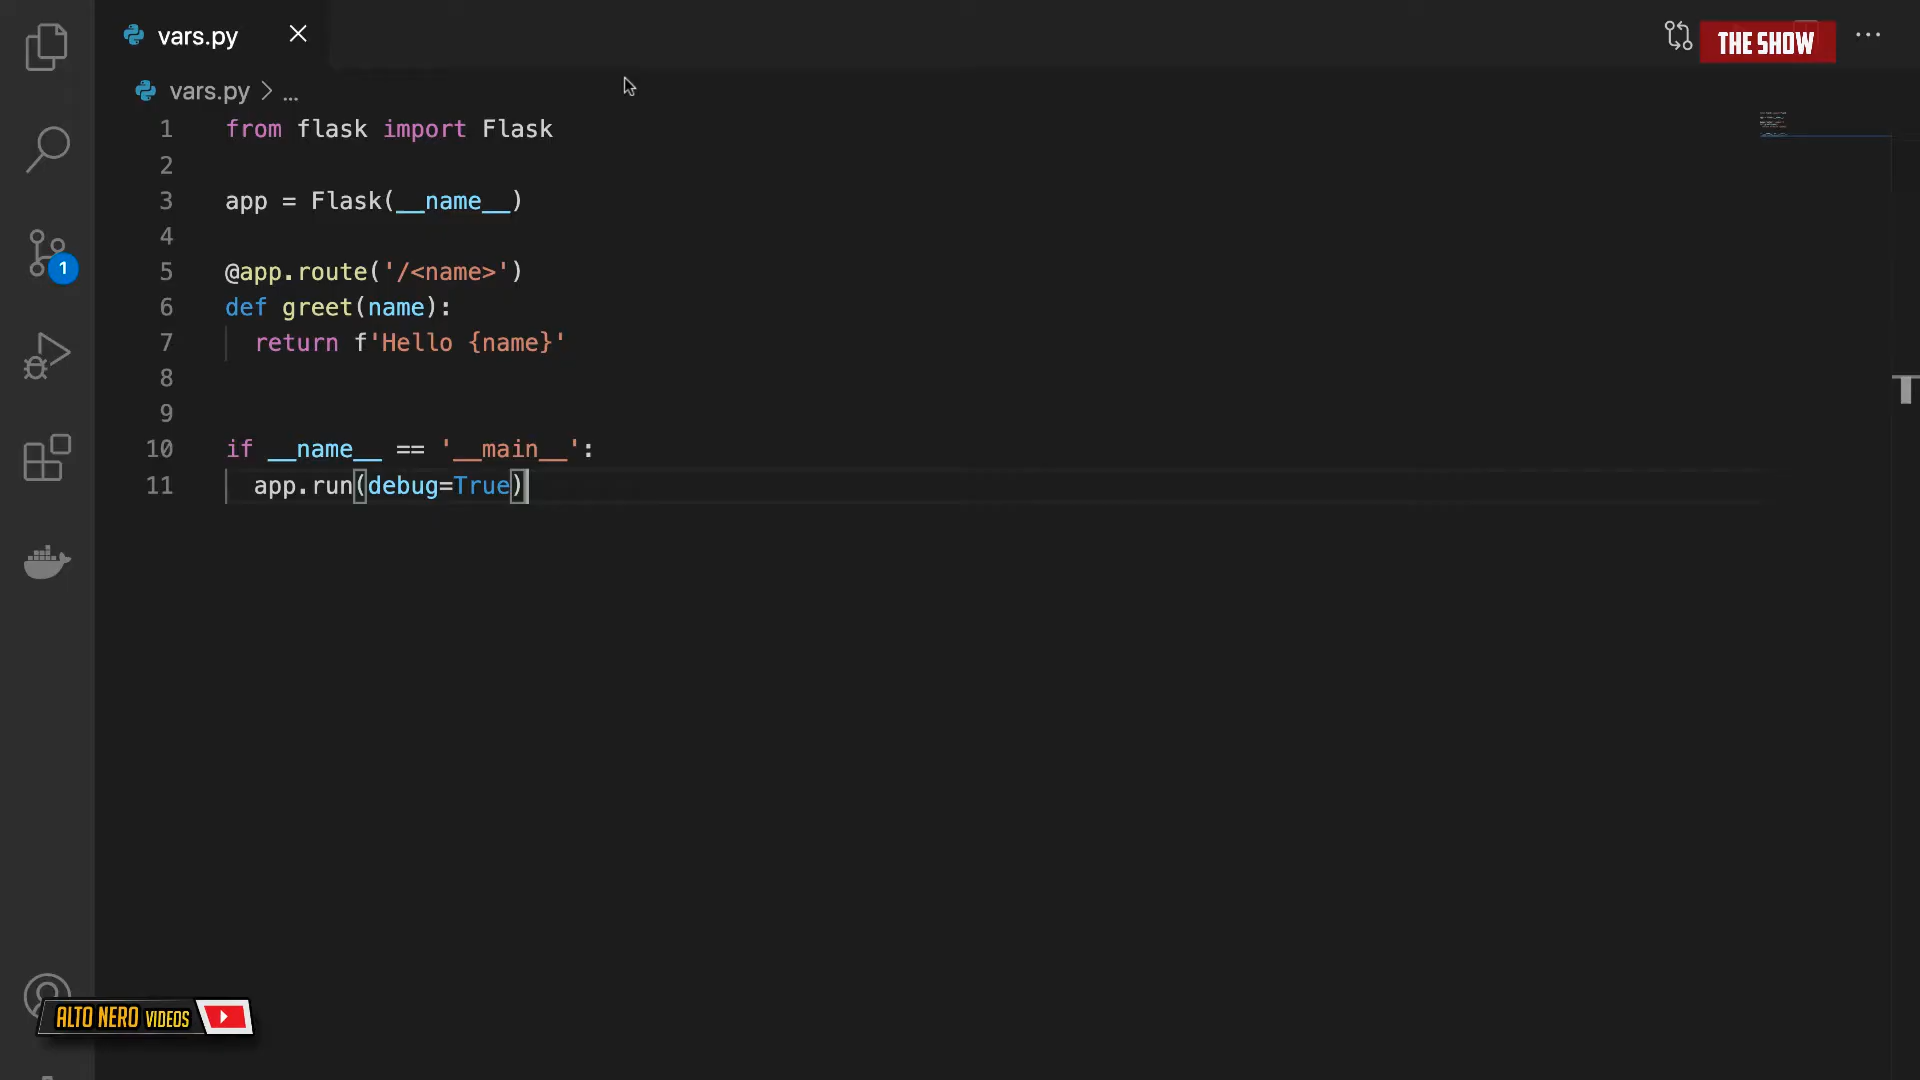 vars.py
THE SHOW
vars.py > ...
1 from flask import Flask
2
3 app = Flask(__name__)
4
5 @app.route('/<name>')
6 def greet(name):
7   return f'Hello {name}'
8
9
10 if __name__ == '__main__':
11   app.run(debug=True)
1
ALTO NERO VIDEOS